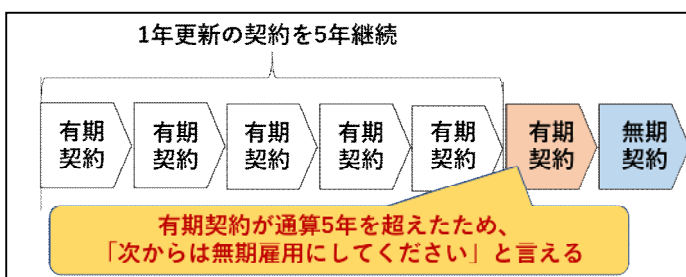 1年更新の契約を5年継続
有期
契約
有期
契約
有期
契約
有期
契約
有期
契約
有期
契約
無期
契約
有期契約が通算5年を超えたため、
「次からは無期雇用にしてください」と言える